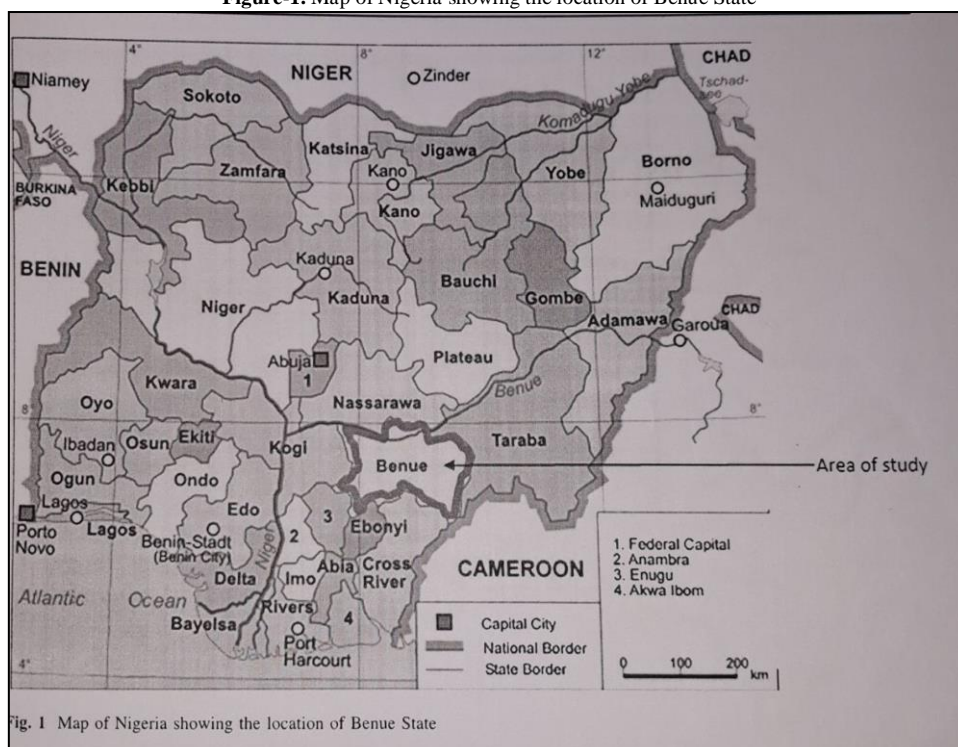 Figure-1. Map of Nigeria showing the location of Benue State
4°
8°
12°
CHAD
Niamey
NIGER
Zinder
Tschad-
see
Sokoto
Komadugu Yobe
Niger
Katsina
Jigawa
Borno
Zamfara
Kano
Yobe
Kebbi
Maiduguri
BURKINA
FASO
Kano
BENIN
Kaduna
Bauchi
Niger
Kaduna
Gombe
CHAD
Adamawa
Garoua
Abuja
1
Plateau
Kwara
Benue
Nassarawa
8°
8°
Oyo
Taraba
Ibadan
Osun
Ekiti
Kogi
Benue
Area of study
Ogun
Ondo
Lagos
Edo
3
Ebonyi
Porto
Novo
Lagos
2
Benin-Stadt
(Benin City)
Niger
1. Federal Capital
2. Anambra
3. Enugu
4. Akwa Ibom
Abia
Cross
River
CAMEROON
Delta
Imo
Atlantic Ocean
Rivers
4
Bayelsa
Port
Harcourt
Capital City
National Border
State Border
4°
0 100 200
km
Fig. 1 Map of Nigeria showing the location of Benue State